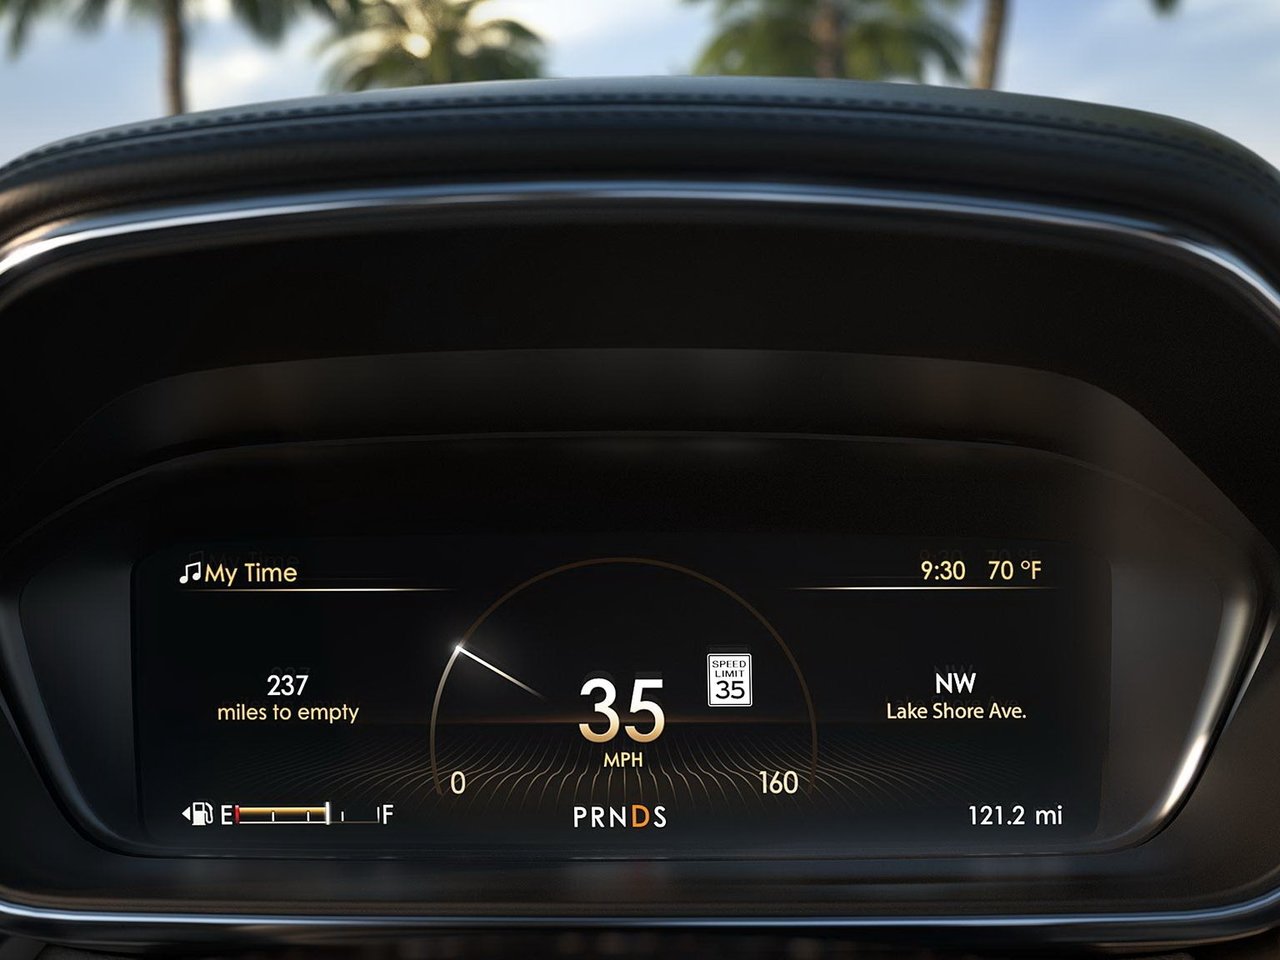 My Time
9:30 70 °F
237
miles to empty
SPEED
LIMIT
35
35
MPH
NW
Lake Shore Ave.
0
160
E
F
PRNDS
121.2 mi